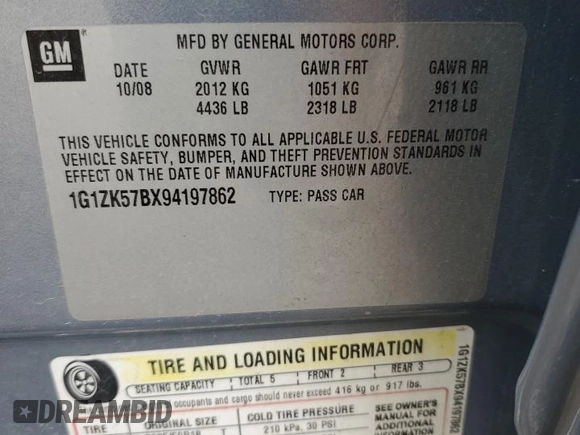 GM
MFD BY GENERAL MOTORS CORP.
DATE GVWR GAWR FRT GAWR RR
10/08 2012 KG 1051 KG 961 KG
4436 LB 2318 LB 2118 LB
THIS VEHICLE CONFORMS TO ALL APPLICABLE U.S. FEDERAL MOTOR
VEHICLE SAFETY, BUMPER, AND THEFT PREVENTION STANDARDS IN
EFFECT ON THE DATE OF MANUFACTURE SHOWN ABOVE.
1G1ZK57BX94197862 TYPE: PASS CAR
TIRE AND LOADING INFORMATION
SEATING CAPACITY TOTAL 5 FRONT 2 REAR 3
occupants and cargo should never exceed 416 kg or 917 lbs.
TIRE ORIGINAL SIZE COLD TIRE PRESSURE
210 kPa, 30 PSI
SEE OWNER'S
MANUAL FOR
ADDITIONAL
1G1ZK57BX94197862
DREAMBID